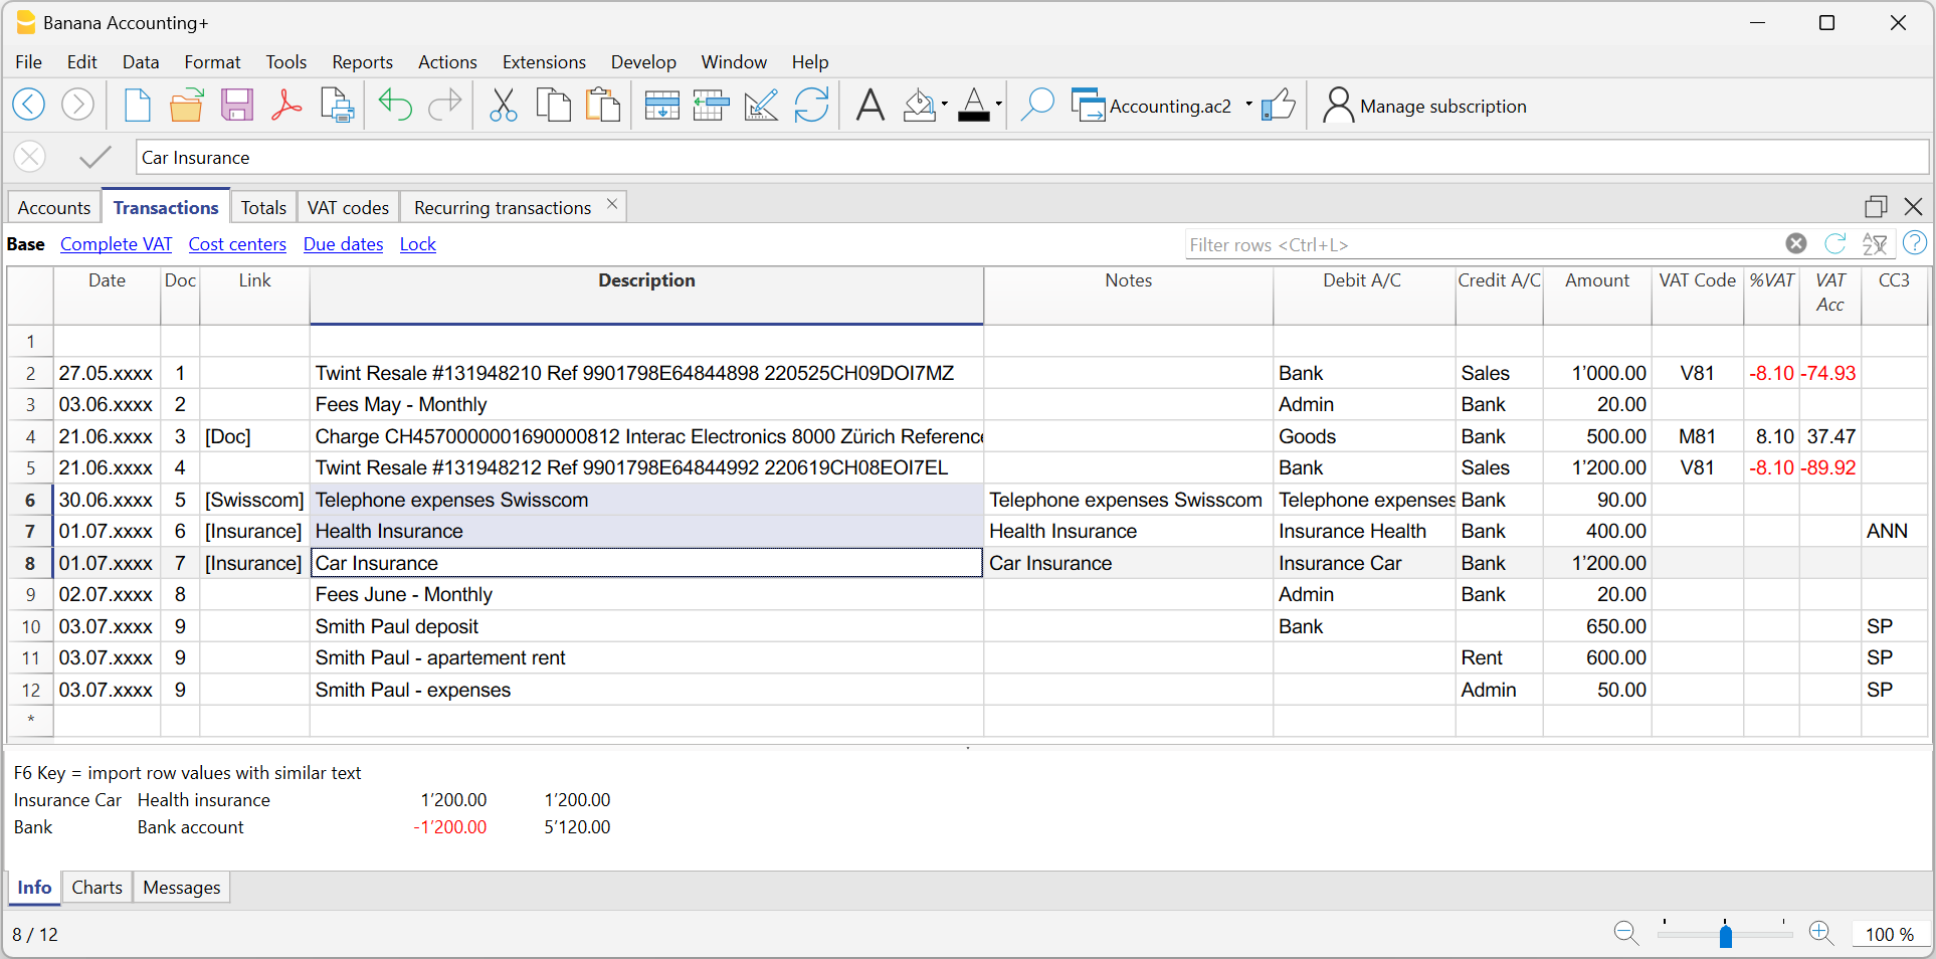 Banana Accounting+
File Edit Data Format Tools Reports Actions Extensions Develop Window Help
Accounting.ac2 Manage subscription
Car Insurance
Accounts Transactions Totals VAT codes Recurring transactions
Base Complete VAT Cost centers Due dates Lock Filter rows <Ctrl+L>
Date Doc Link Description Notes Debit A/C Credit A/C Amount VAT Code %VAT VAT Acc CC3
1
2 27.05.xxxx 1 Twint Resale #131948210 Ref 9901798E64844898 220525CH09DOI7MZ Bank Sales 1’000.00 V81 -8.10 -74.93
3 03.06.xxxx 2 Fees May - Monthly Admin Bank 20.00
4 21.06.xxxx 3 [Doc] Charge CH4570000001690000812 Interac Electronics 8000 Zürich Reference Goods Bank 500.00 M81 8.10 37.47
5 21.06.xxxx 4 Twint Resale #131948212 Ref 9901798E64844992 220619CH08EOI7EL Bank Sales 1’200.00 V81 -8.10 -89.92
6 30.06.xxxx 5 [Swisscom] Telephone expenses Swisscom Telephone expenses Swisscom Telephone expenses Bank 90.00
7 01.07.xxxx 6 [Insurance] Health Insurance Health Insurance Insurance Health Bank 400.00 ANN
8 01.07.xxxx 7 [Insurance] Car Insurance Car Insurance Insurance Car Bank 1’200.00
9 02.07.xxxx 8 Fees June - Monthly Admin Bank 20.00
10 03.07.xxxx 9 Smith Paul deposit Bank 650.00 SP
11 03.07.xxxx 9 Smith Paul - apartement rent Rent 600.00 SP
12 03.07.xxxx 9 Smith Paul - expenses Admin 50.00 SP
*
F6 Key = import row values with similar text
Insurance Car Health insurance 1’200.00 1’200.00
Bank Bank account -1’200.00 5’120.00
Info Charts Messages
8 / 12 100 %